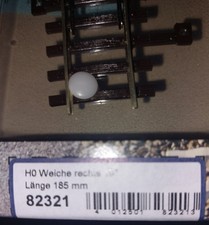 H0 Weiche rechts
Länge 185 mm
82321
4 012501 823213